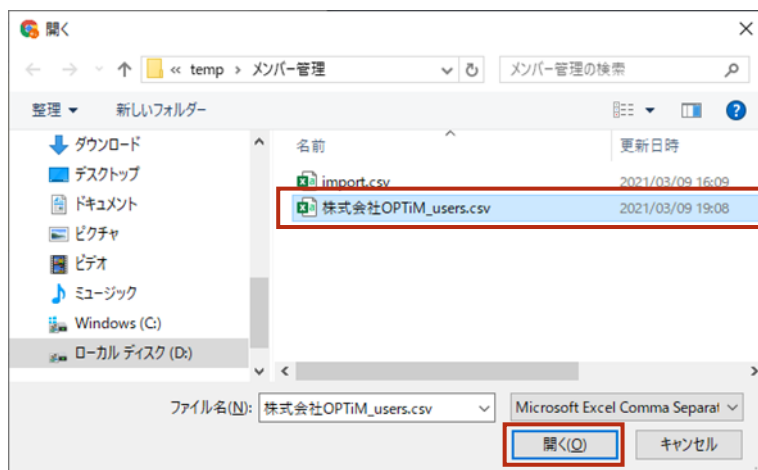 開く
« temp › メンバー管理
メンバー管理の検索
整理
新しいフォルダー
ダウンロード
デスクトップ
ドキュメント
ピクチャ
ビデオ
ミュージック
Windows (C:)
ローカル ディスク (D:)
名前
更新日時
import.csv
2021/03/09 16:09
株式会社OPTiM_users.csv
2021/03/09 19:08
ファイル名(N):
株式会社OPTiM_users.csv
Microsoft Excel Comma Separat
開く(O)
キャンセル